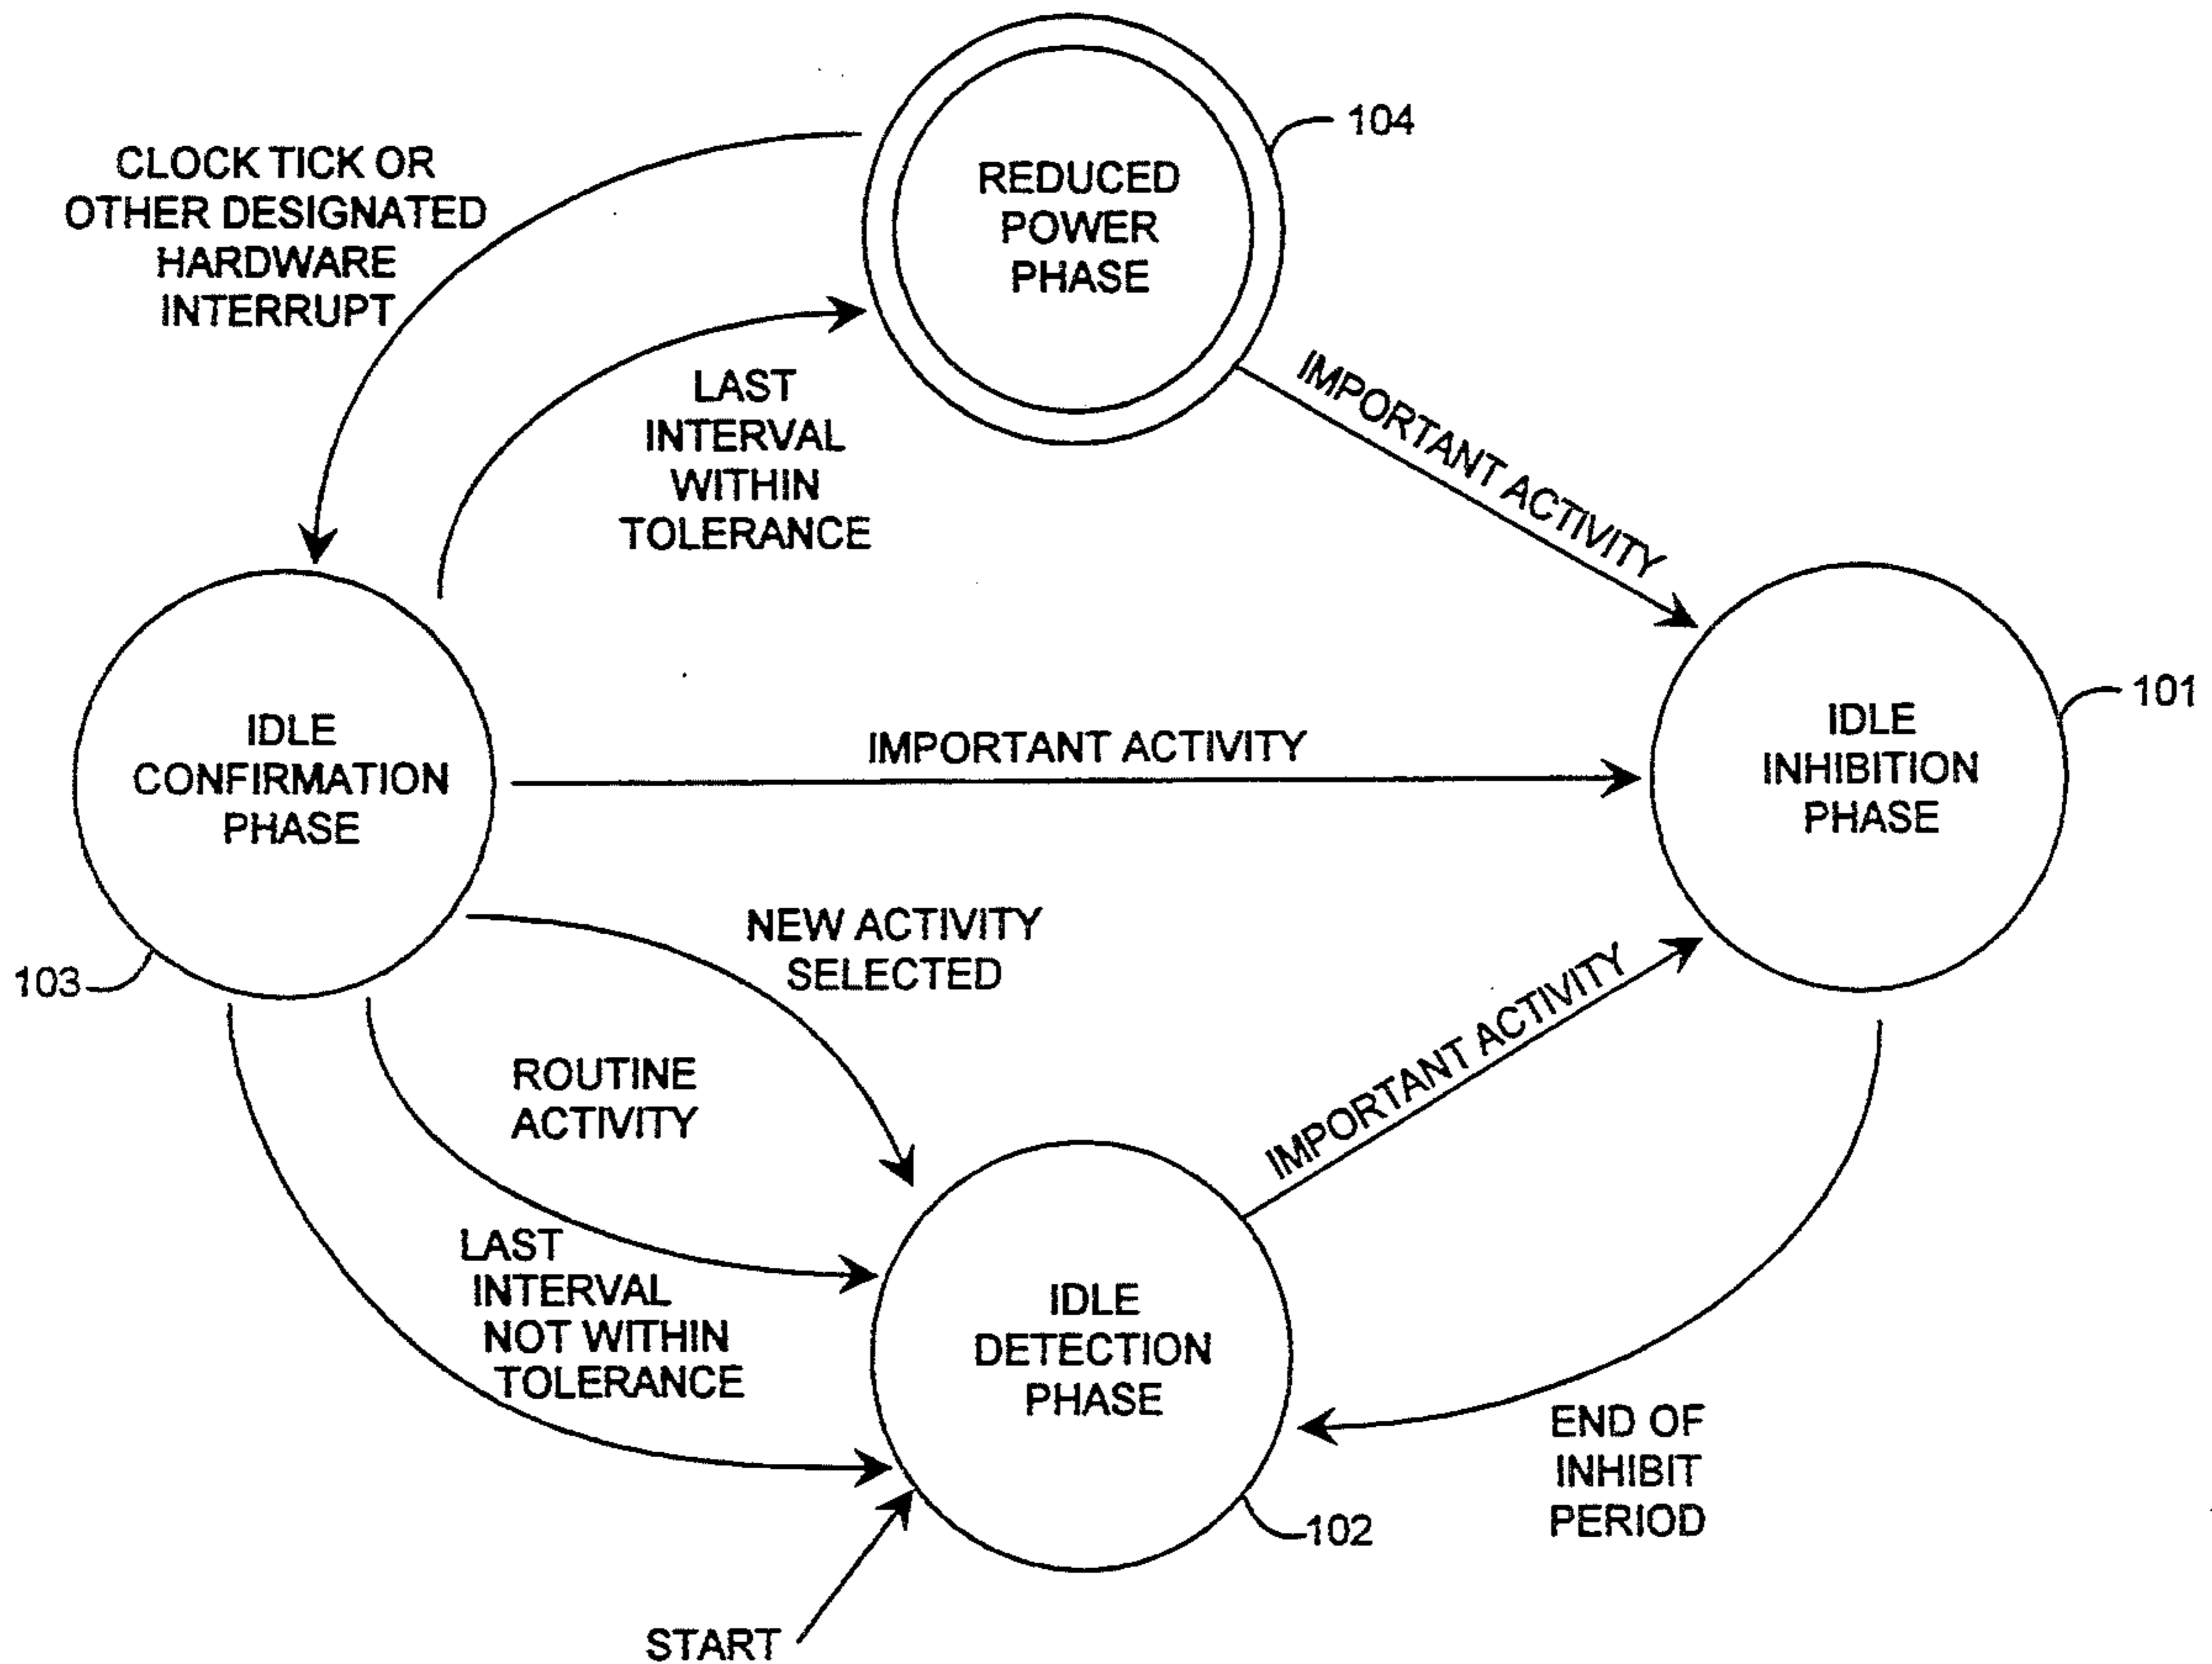 104
REDUCED
POWER
PHASE
CLOCK TICK OR
OTHER DESIGNATED
HARDWARE
INTERRUPT
LAST
INTERVAL
WITHIN
TOLERANCE
IMPORTANT ACTIVITY
101
IDLE
CONFIRMATION
PHASE
IMPORTANT ACTIVITY
IDLE
INHIBITION
PHASE
103
NEW ACTIVITY
SELECTED
ROUTINE
ACTIVITY
IMPORTANT ACTIVITY
LAST
INTERVAL
NOT WITHIN
TOLERANCE
IDLE
DETECTION
PHASE
END OF
INHIBIT
PERIOD
102
START